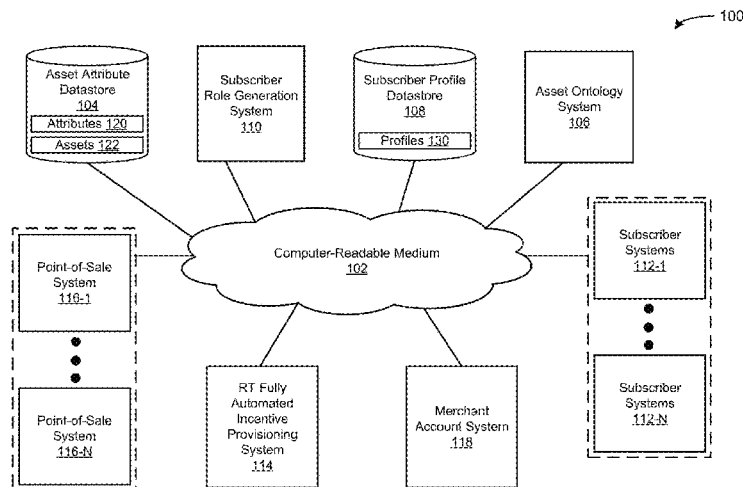 100
Asset Attribute
Datastore
104
Attributes 120
Assets 122
Subscriber
Role Generation
System
110
Subscriber Profile
Datastore
108
Profiles 130
Asset Ontology
System
106
Computer-Readable Medium
102
Point-of-Sale
System
116-1
Point-of-Sale
System
116-N
Subscriber
Systems
112-1
Subscriber
Systems
112-N
RT Fully
Automated
Incentive
Provisioning
System
114
Merchant
Account System
118